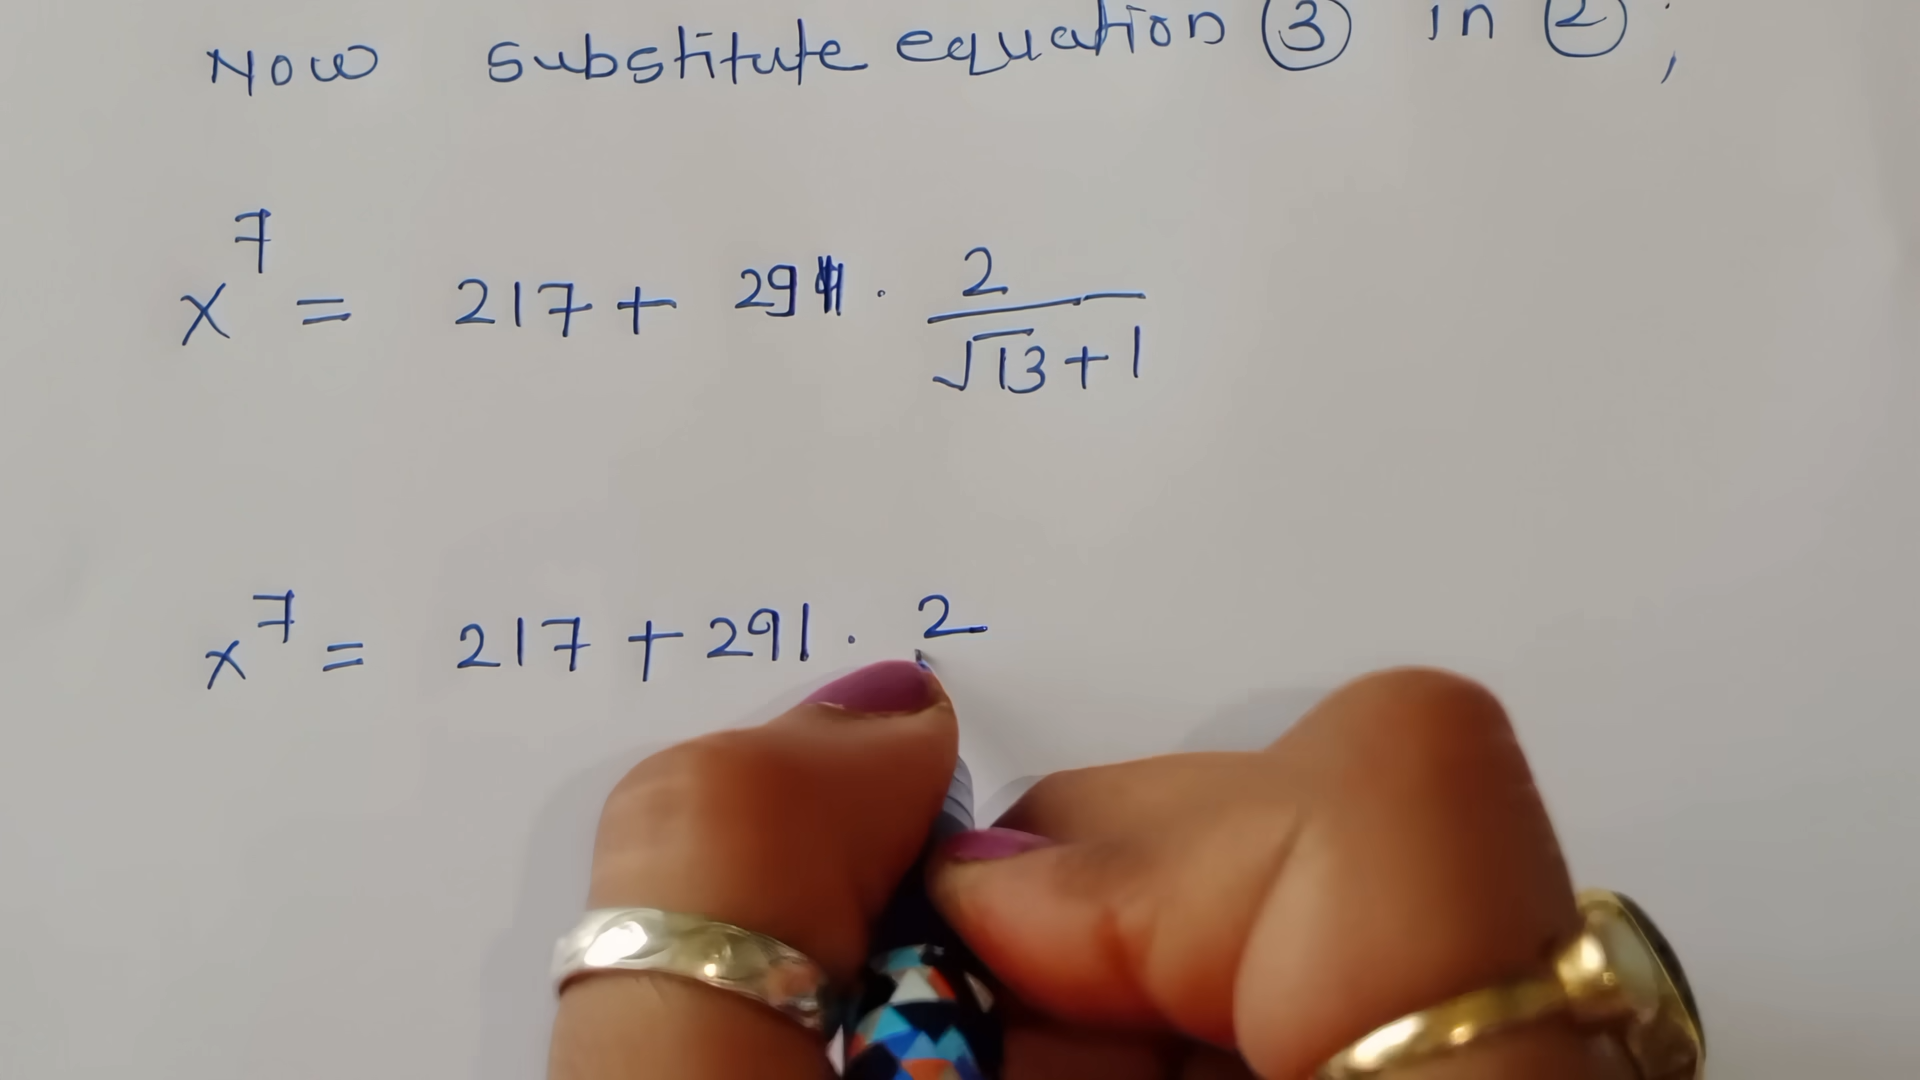 Now substitute equation ③ in ②;
x⁷ = 217 + 291 · 2/(√13+1)
x⁷ = 217 + 291 · 2